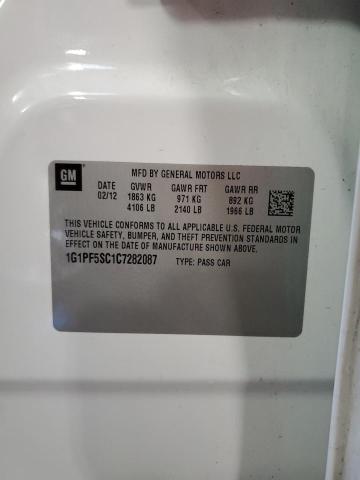 GM
MFD BY GENERAL MOTORS LLC
DATE GVWR GAWR FRT GAWR RR
02/12 1863 KG 971 KG 892 KG
4106 LB 2140 LB 1966 LB
THIS VEHICLE CONFORMS TO ALL APPLICABLE U.S. FEDERAL MOTOR
VEHICLE SAFETY, BUMPER, AND THEFT PREVENTION STANDARDS IN
EFFECT ON THE DATE OF MANUFACTURE SHOWN ABOVE.
1G1PF5SC1C7282087 TYPE: PASS CAR